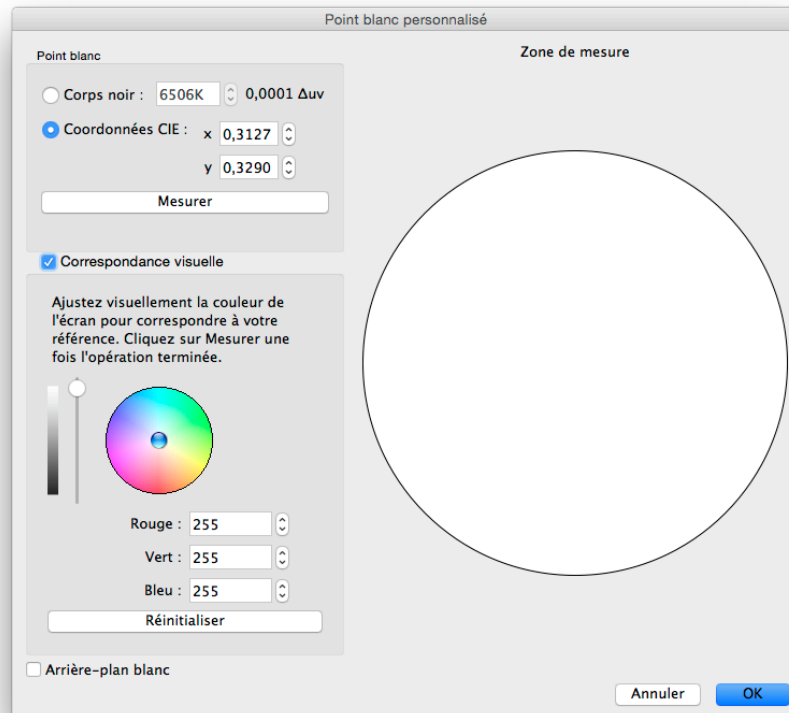 Point blanc personnalisé
Point blanc
Corps noir : 6506K 0,0001 Δuv
Coordonnées CIE : x 0,3127
y 0,3290
Mesurer
Correspondance visuelle
Ajustez visuellement la couleur de
l'écran pour correspondre à votre
référence. Cliquez sur Mesurer une
fois l'opération terminée.
Rouge : 255
Vert : 255
Bleu : 255
Réinitialiser
Arrière-plan blanc
Zone de mesure
Annuler
OK